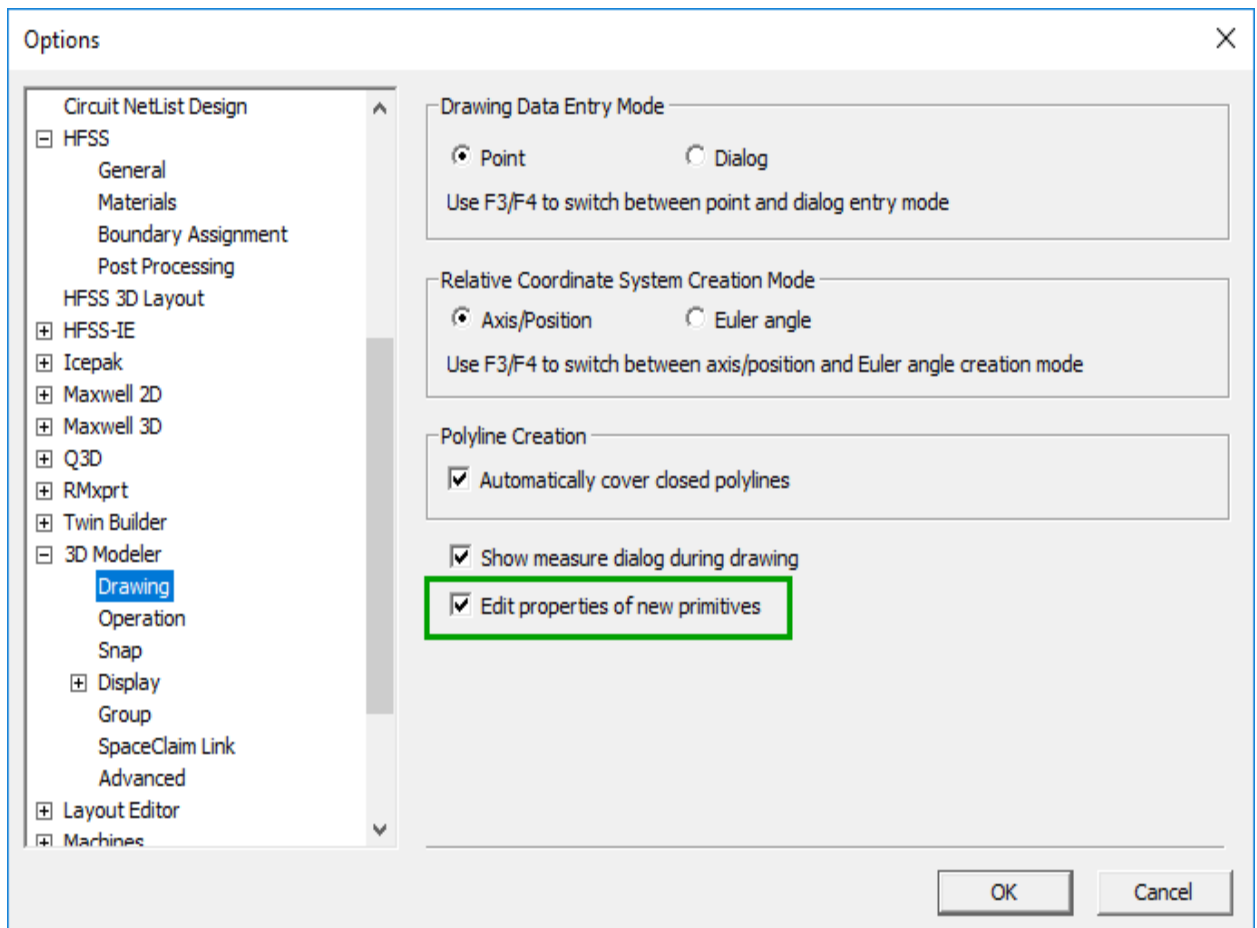 Options
Circuit NetList Design
HFSS
General
Materials
Boundary Assignment
Post Processing
HFSS 3D Layout
HFSS-IE
Icepak
Maxwell 2D
Maxwell 3D
Q3D
RMxprt
Twin Builder
3D Modeler
Drawing
Operation
Snap
Display
Group
SpaceClaim Link
Advanced
Layout Editor
Machines
Drawing Data Entry Mode
Point Dialog
Use F3/F4 to switch between point and dialog entry mode
Relative Coordinate System Creation Mode
Axis/Position Euler angle
Use F3/F4 to switch between axis/position and Euler angle creation mode
Polyline Creation
Automatically cover closed polylines
Show measure dialog during drawing
Edit properties of new primitives
OK Cancel